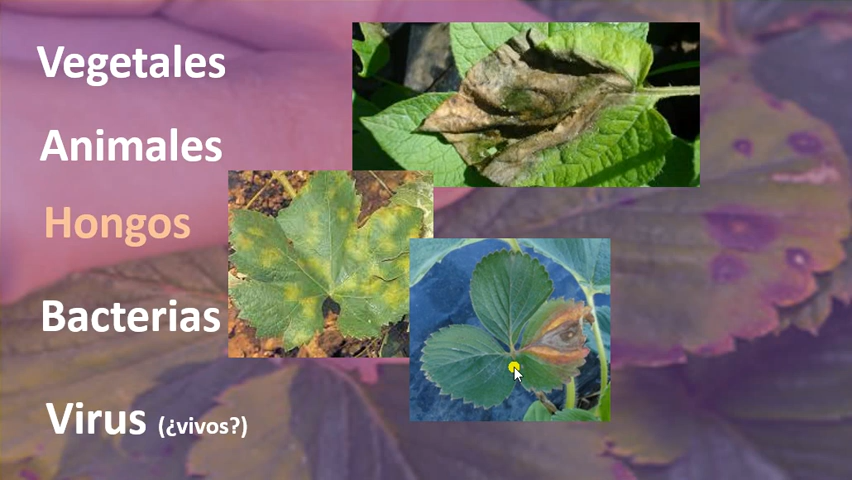 Vegetales
Animales
Hongos
Bacterias
Virus (¿vivos?)